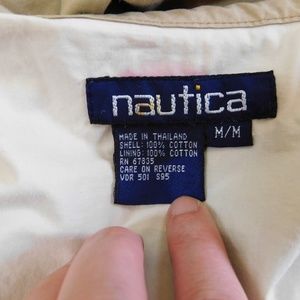 nautica
M/M
MADE IN THAILAND
SHELL: 100% COTTON
LINING: 100% COTTON
RN 67835
CARE ON REVERSE
VDR 501 S95